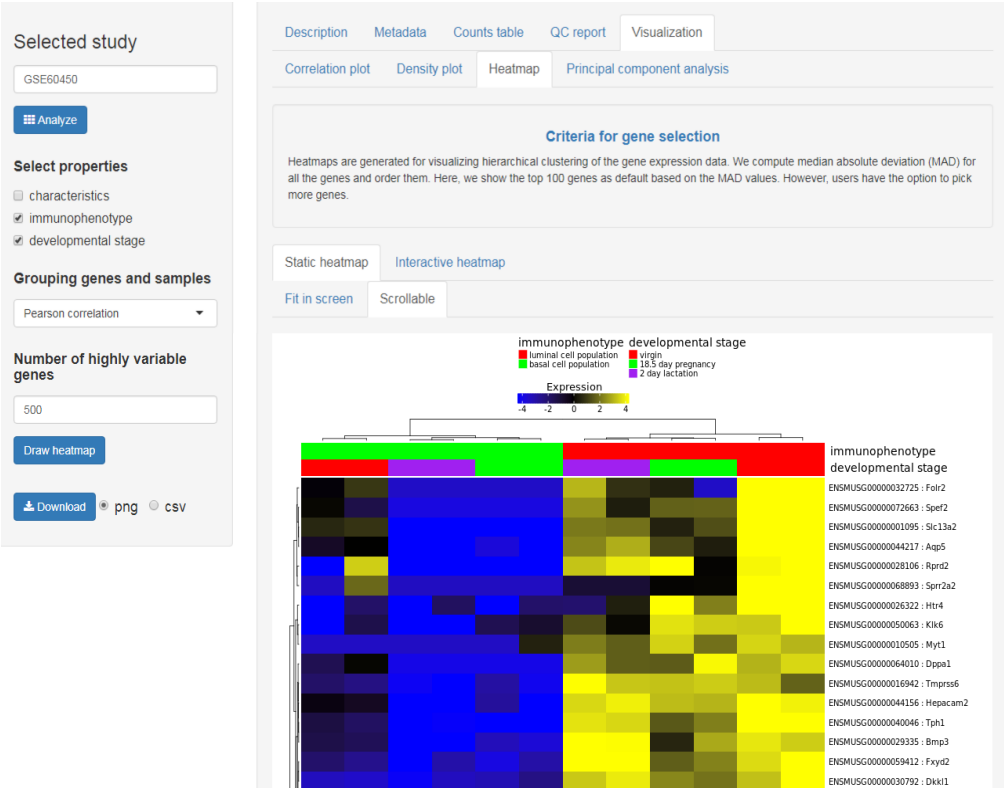 Selected study
GSE60450
Analyze
Select properties
characteristics
immunophenotype
developmental stage
Grouping genes and samples
Pearson correlation
Number of highly variable
genes
500
Draw heatmap
Download png csv
Description Metadata Counts table QC report Visualization
Correlation plot Density plot Heatmap Principal component analysis
Criteria for gene selection
Heatmaps are generated for visualizing hierarchical clustering of the gene expression data. We compute median absolute deviation (MAD) for
all the genes and order them. Here, we show the top 100 genes as default based on the MAD values. However, users have the option to pick
more genes.
Static heatmap Interactive heatmap
Fit in screen Scrollable
immunophenotype developmental stage
luminal cell population virgin
basal cell population 18.5 day pregnancy
2 day lactation
Expression
-4 -2 0 2 4
immunophenotype
developmental stage
ENSMUSG00000032725 : Folr2
ENSMUSG00000072663 : Spef2
ENSMUSG00000001095 : Slc13a2
ENSMUSG00000044217 : Aqp5
ENSMUSG00000028106 : Rprd2
ENSMUSG00000068893 : Sprr2a2
ENSMUSG00000026322 : Htr4
ENSMUSG00000050063 : Klk6
ENSMUSG00000010505 : Myt1
ENSMUSG00000064010 : Dppa1
ENSMUSG00000016942 : Tmprss6
ENSMUSG00000044156 : Hepacam2
ENSMUSG00000040046 : Tph1
ENSMUSG00000029335 : Bmp3
ENSMUSG00000059412 : Fxyd2
ENSMUSG00000030792 : Dkkl1